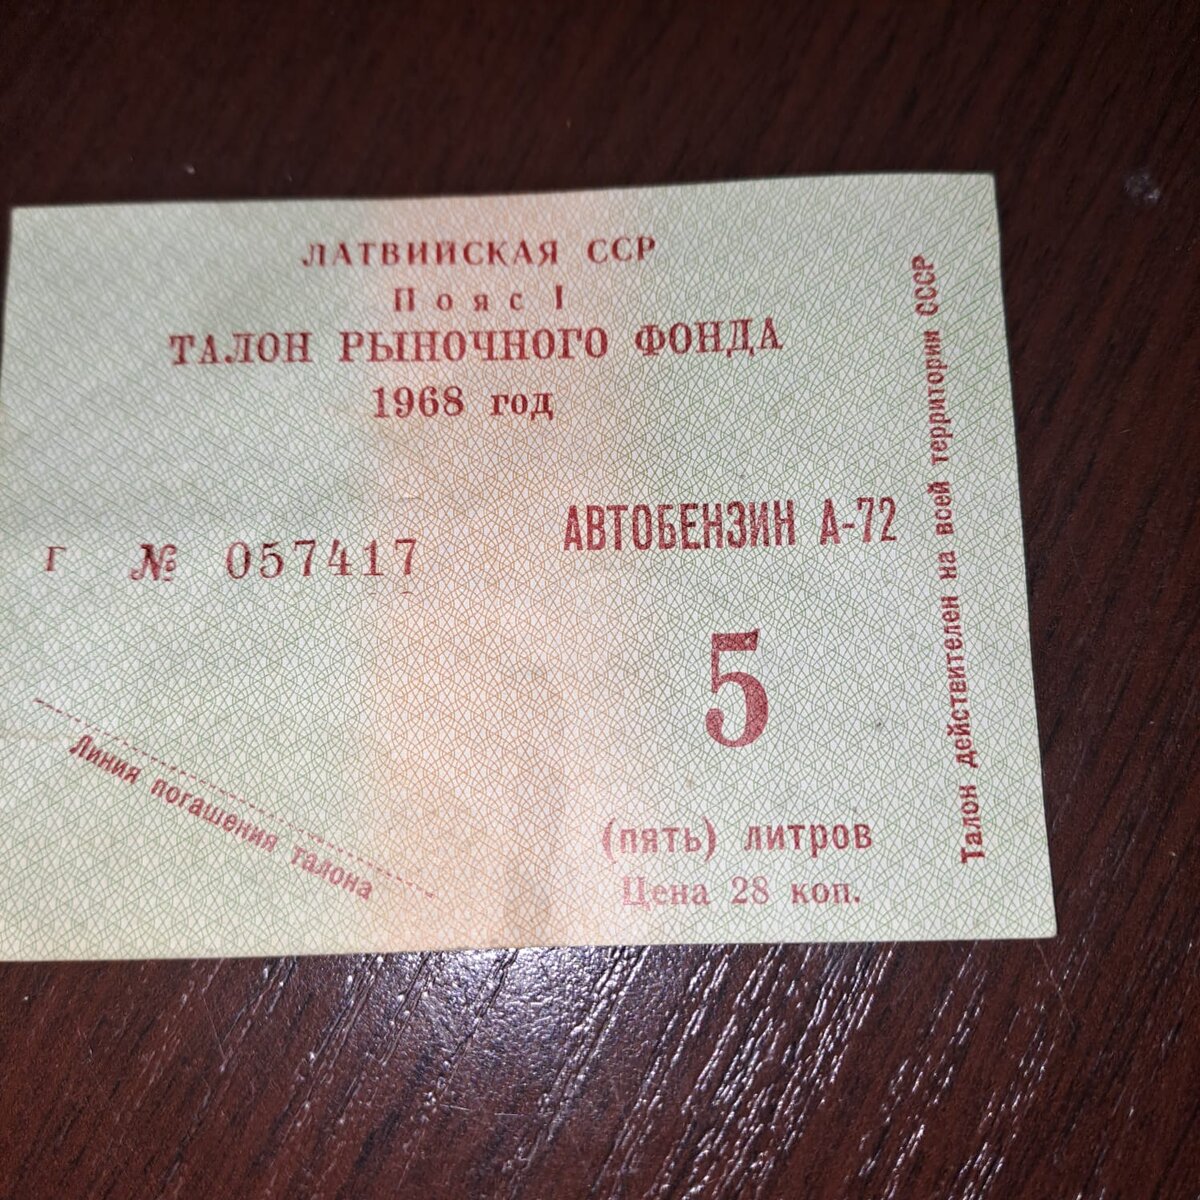 ЛАТВИЙСКАЯ ССР
Пояс I
ТАЛОН РЫНОЧНОГО ФОНДА
1968 год
Г № 057417
АВТОБЕНЗИН А-72
5
(пять) литров
Цена 28 коп.
Линия погашения талона
Талон действителен на всей территории СССР